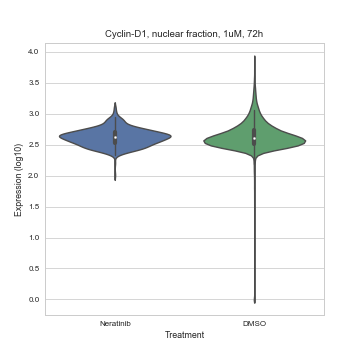 Cyclin-D1, nuclear fraction, 1uM, 72h
4.0
3.5
3.0
2.5
2.0
1.5
1.0
0.5
0.0
Expression (log10)
Neratinib DMSO
Treatment